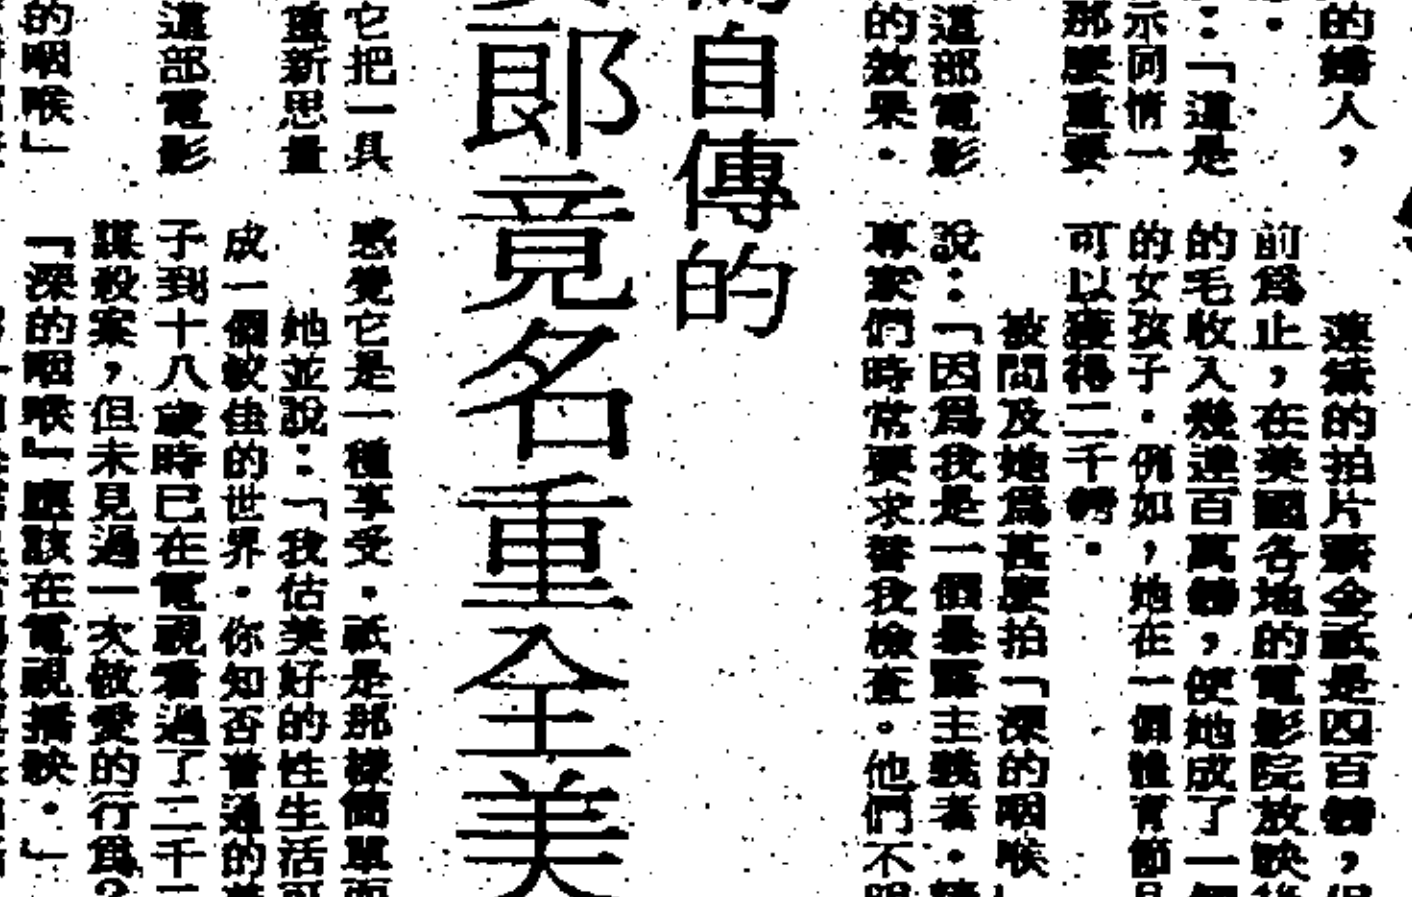 的婦人，
：「這是
示同情一
那麼重要
這部電影
的效果．
蓮黛的拍片薪金祇是四百鎊，但
前爲止，在美國各地的電影院放映後
的毛收入幾達百萬鎊，便她成了一個
的女孩子．例如，她在一個體育節目
可以獲得二千鎊．
被問及她爲甚麼拍「深的咽喉」
說：「因爲我是一個暴露主義者．
專家們時常要求替我檢查。他們不明
自傳的
郎竟名重全美
它把一具
重新思量
這部電影
的咽喉」
感覺它是一種享受．祇是那樣簡單而
她並說：「我估美好的性生活可
成一個較佳的世界．你知否普通的
子到十八歲時已在電視看過了二千
謀殺案，但未見過一次做愛的行爲？
「深的咽喉」應該在電視播映．」